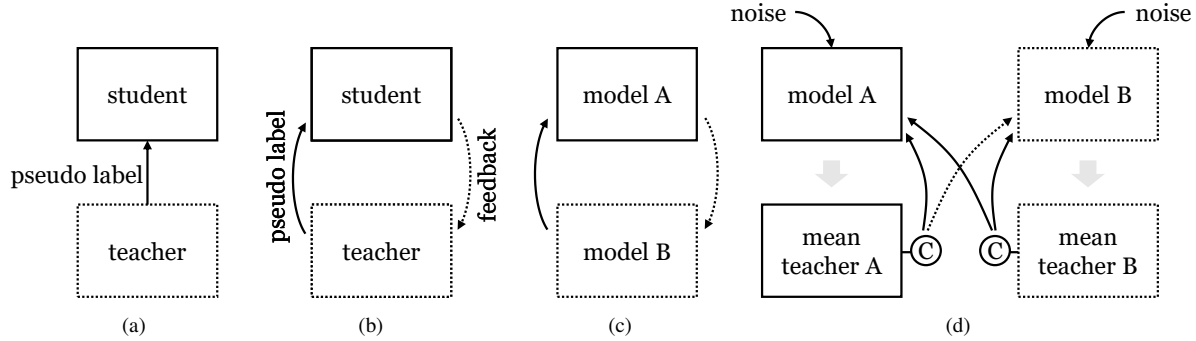 student
pseudo label
teacher
(a)
student
pseudo label
feedback
teacher
(b)
model A
model B
(c)
noise
noise
model A
model B
mean
teacher A
C
C
mean
teacher B
(d)